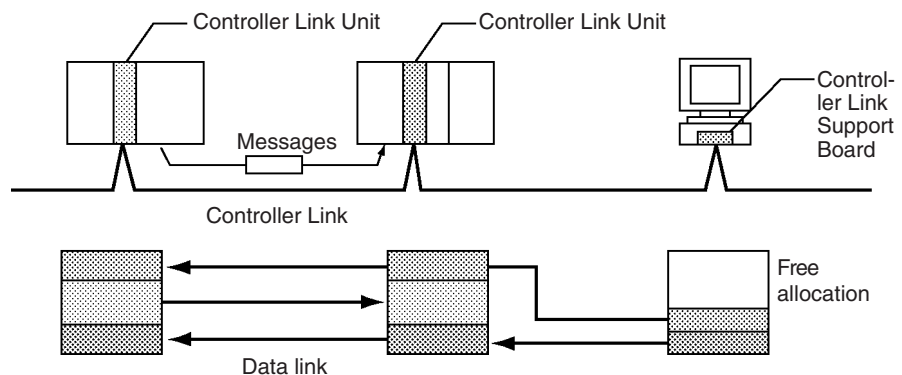 Controller Link Unit
Controller Link Unit
Control-
ler Link
Support
Board
Messages
Controller Link
Free
allocation
Data link